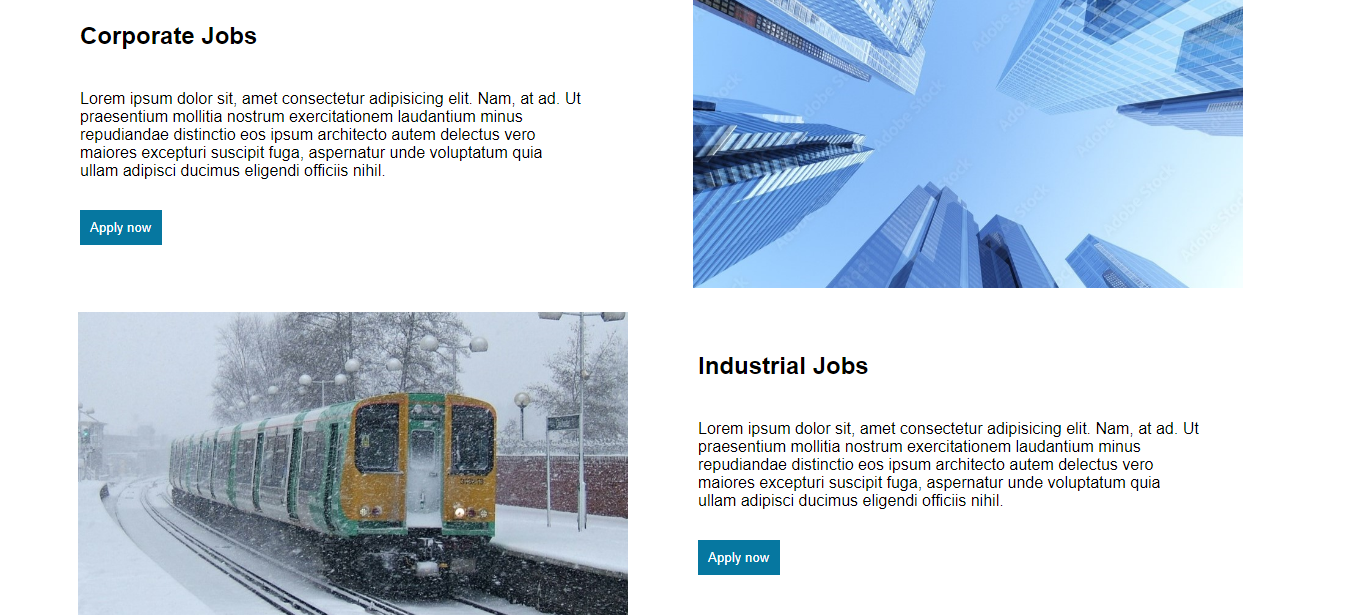 Corporate Jobs
Lorem ipsum dolor sit, amet consectetur adipisicing elit. Nam, at ad. Ut
praesentium mollitia nostrum exercitationem laudantium minus
repudiandae distinctio eos ipsum architecto autem delectus vero
maiores excepturi suscipit fuga, aspernatur unde voluptatum quia
ullam adipisci ducimus eligendi officiis nihil.
Apply now
Adobe Stock
Industrial Jobs
Lorem ipsum dolor sit, amet consectetur adipisicing elit. Nam, at ad. Ut
praesentium mollitia nostrum exercitationem laudantium minus
repudiandae distinctio eos ipsum architecto autem delectus vero
maiores excepturi suscipit fuga, aspernatur unde voluptatum quia
ullam adipisci ducimus eligendi officiis nihil.
Apply now